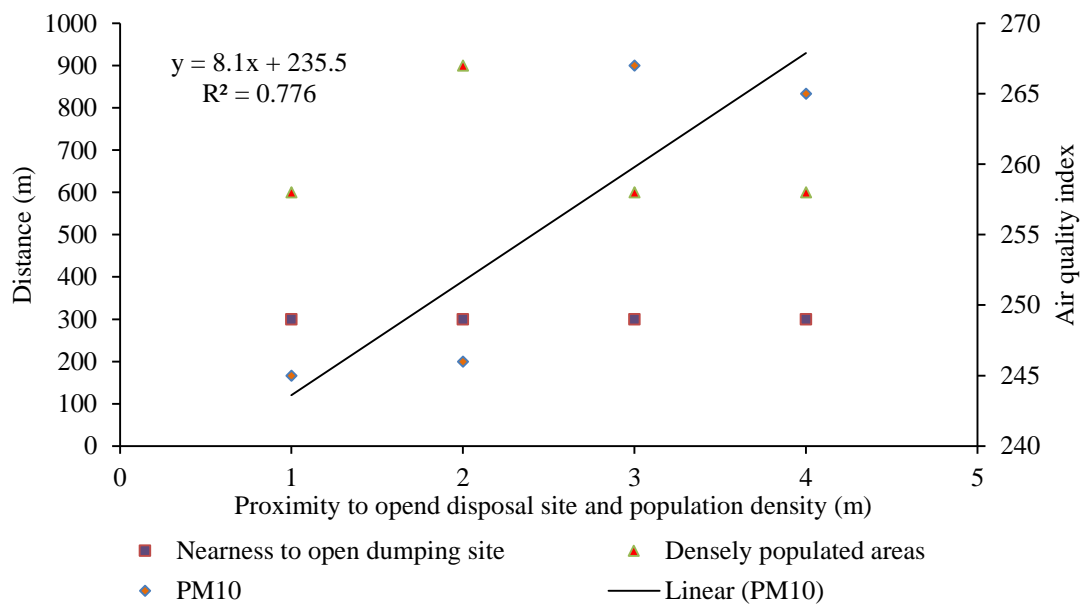 1000
900
800
700
600
500
400
300
200
100
0
Distance (m)
y = 8.1x + 235.5
R² = 0.776
270
265
260
255
250
245
240
Air quality index
0 1 2 3 4 5
Proximity to opend disposal site and population density (m)
Nearness to open dumping site Densely populated areas
PM10 Linear (PM10)